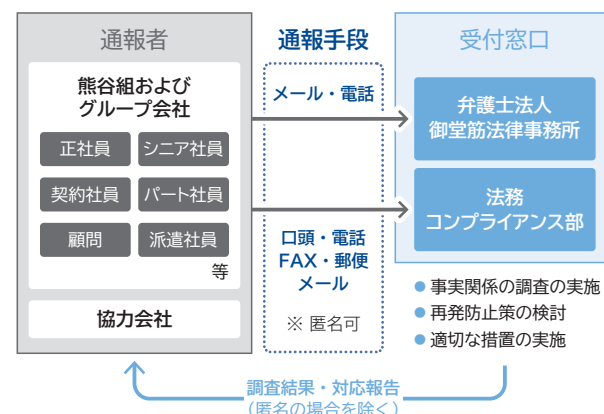 通報者
熊谷組および
グループ会社
正社員
シニア社員
契約社員
パート社員
顧問
派遣社員
等
協力会社
通報手段
メール・電話
口頭・電話
FAX・郵便
メール
※ 匿名可
受付窓口
弁護士法人
御堂筋法律事務所
法務
コンプライアンス部
● 事実関係の調査の実施
● 再発防止策の検討
● 適切な措置の実施
調査結果・対応報告
(匿名の場合を除く)